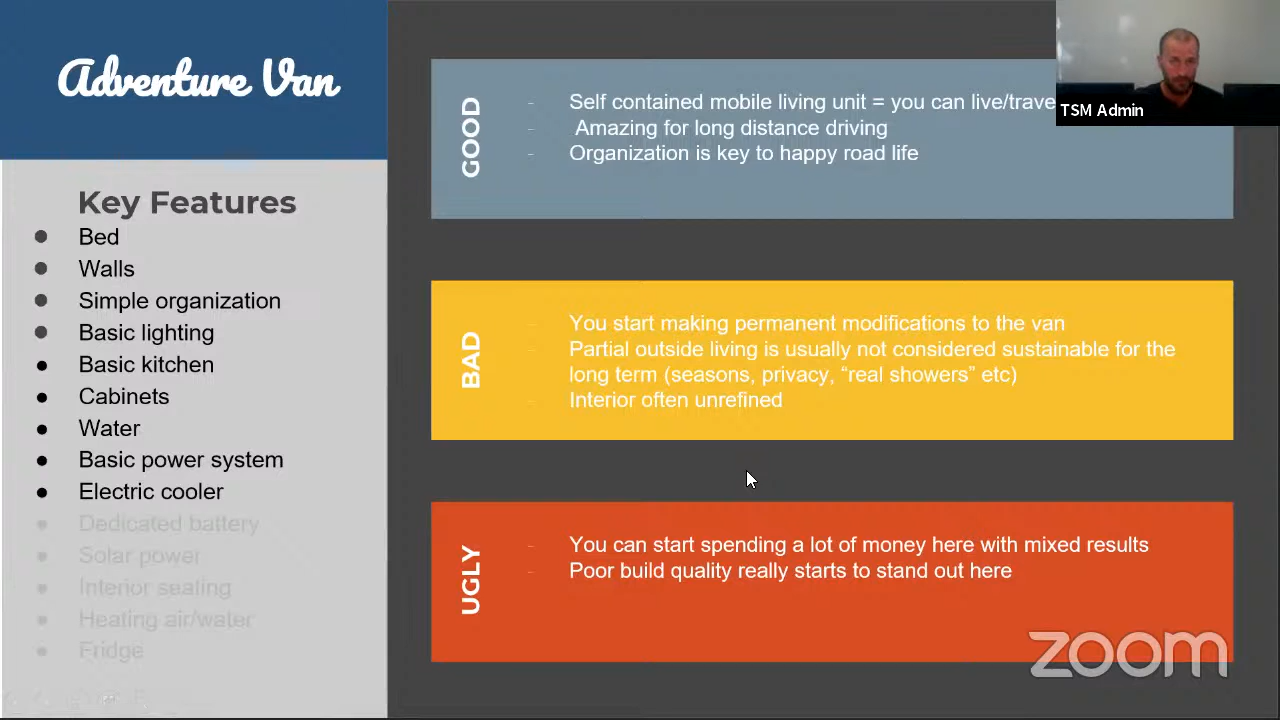 Adventure Van
Key Features
● Bed
● Walls
● Simple organization
● Basic lighting
● Basic kitchen
● Cabinets
● Water
● Basic power system
● Electric cooler
● Dedicated battery
● Solar power
● Interior seating
● Heating air/water
● Fridge
GOOD
- Self contained mobile living unit = you can live/trave
- Amazing for long distance driving
- Organization is key to happy road life
BAD
- You start making permanent modifications to the van
- Partial outside living is usually not considered sustainable for the
long term (seasons, privacy, “real showers” etc)
- Interior often unrefined
UGLY
- You can start spending a lot of money here with mixed results
- Poor build quality really starts to stand out here
TSM Admin
zoom